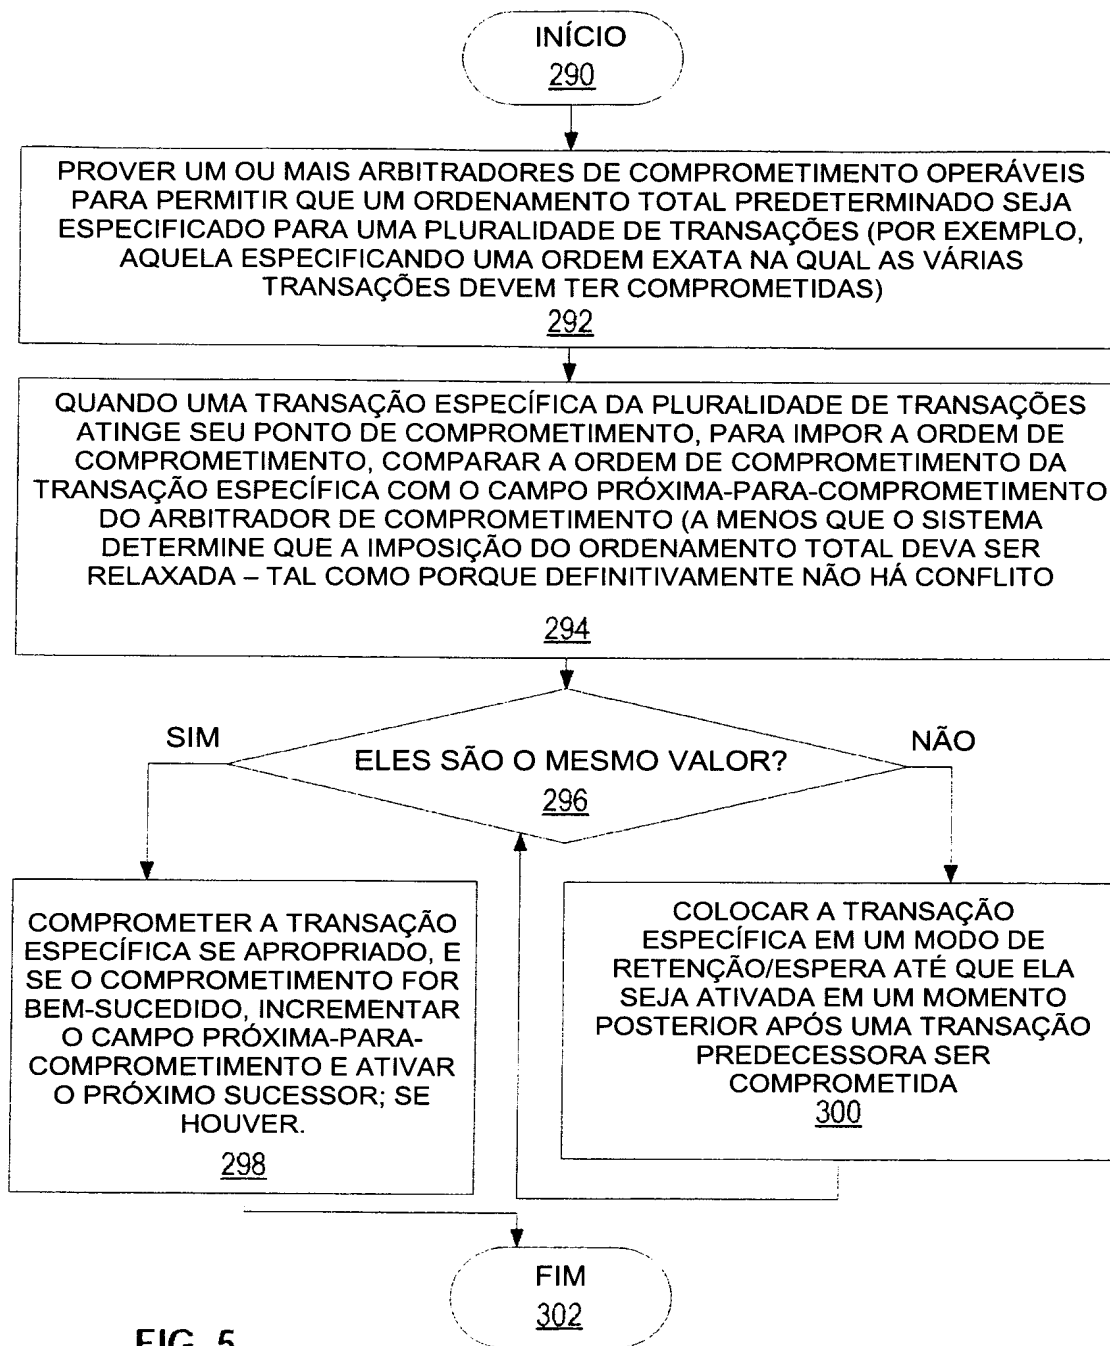 INÍCIO
290
PROVER UM OU MAIS ARBITRADORES DE COMPROMETIMENTO OPERÁVEIS
PARA PERMITIR QUE UM ORDENAMENTO TOTAL PREDETERMINADO SEJA
ESPECIFICADO PARA UMA PLURALIDADE DE TRANSAÇÕES (POR EXEMPLO,
AQUELA ESPECIFICANDO UMA ORDEM EXATA NA QUAL AS VÁRIAS
TRANSAÇÕES DEVEM TER COMPROMETIDAS)
292
QUANDO UMA TRANSAÇÃO ESPECÍFICA DA PLURALIDADE DE TRANSAÇÕES
ATINGE SEU PONTO DE COMPROMETIMENTO, PARA IMPOR A ORDEM DE
COMPROMETIMENTO, COMPARAR A ORDEM DE COMPROMETIMENTO DA
TRANSAÇÃO ESPECÍFICA COM O CAMPO PRÓXIMA-PARA-COMPROMETIMENTO
DO ARBITRADOR DE COMPROMETIMENTO (A MENOS QUE O SISTEMA
DETERMINE QUE A IMPOSIÇÃO DO ORDENAMENTO TOTAL DEVA SER
RELAXADA – TAL COMO PORQUE DEFINITIVAMENTE NÃO HÁ CONFLITO
294
SIM
NÃO
ELES SÃO O MESMO VALOR?
296
COMPROMETER A TRANSAÇÃO
ESPECÍFICA SE APROPRIADO, E
SE O COMPROMETIMENTO FOR
BEM-SUCEDIDO, INCREMENTAR
O CAMPO PRÓXIMA-PARA-
COMPROMETIMENTO E ATIVAR
O PRÓXIMO SUCESSOR; SE
HOUVER.
298
COLOCAR A TRANSAÇÃO
ESPECÍFICA EM UM MODO DE
RETENÇÃO/ESPERA ATÉ QUE ELA
SEJA ATIVADA EM UM MOMENTO
POSTERIOR APÓS UMA TRANSAÇÃO
PREDECESSORA SER
COMPROMETIDA
300
FIM
302
FIG. 5